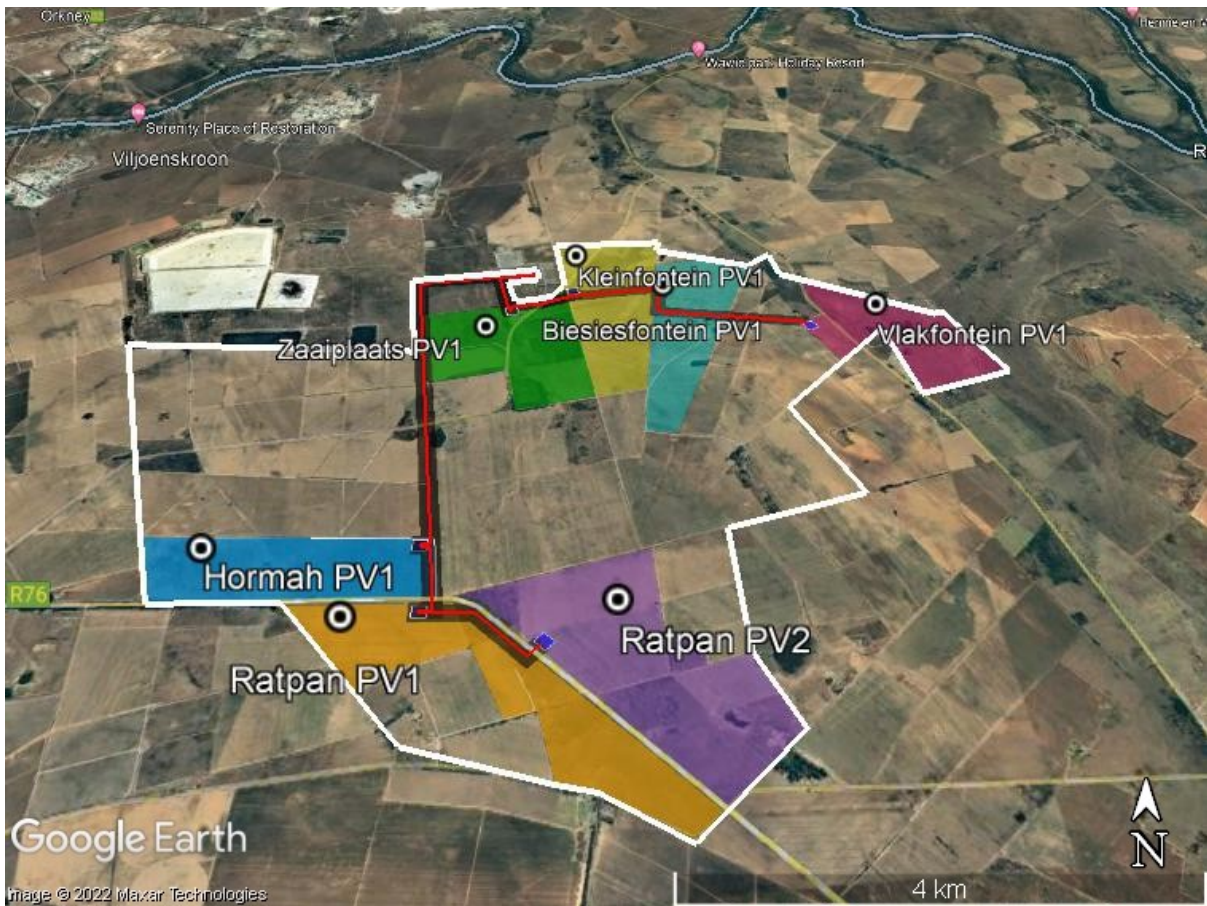 Orkney
Wawielpark Holiday Resort
Serenity Place of Restoration
Viljoenskroon
R
Kleinfontein PV1
Biesiesfontein PV1
Vlakfontein PV1
Zaaiplaats PV1
Hormah PV1
R76
Ratpan PV2
Ratpan PV1
Google Earth
N
Image © 2022 Maxar Technologies
4 km